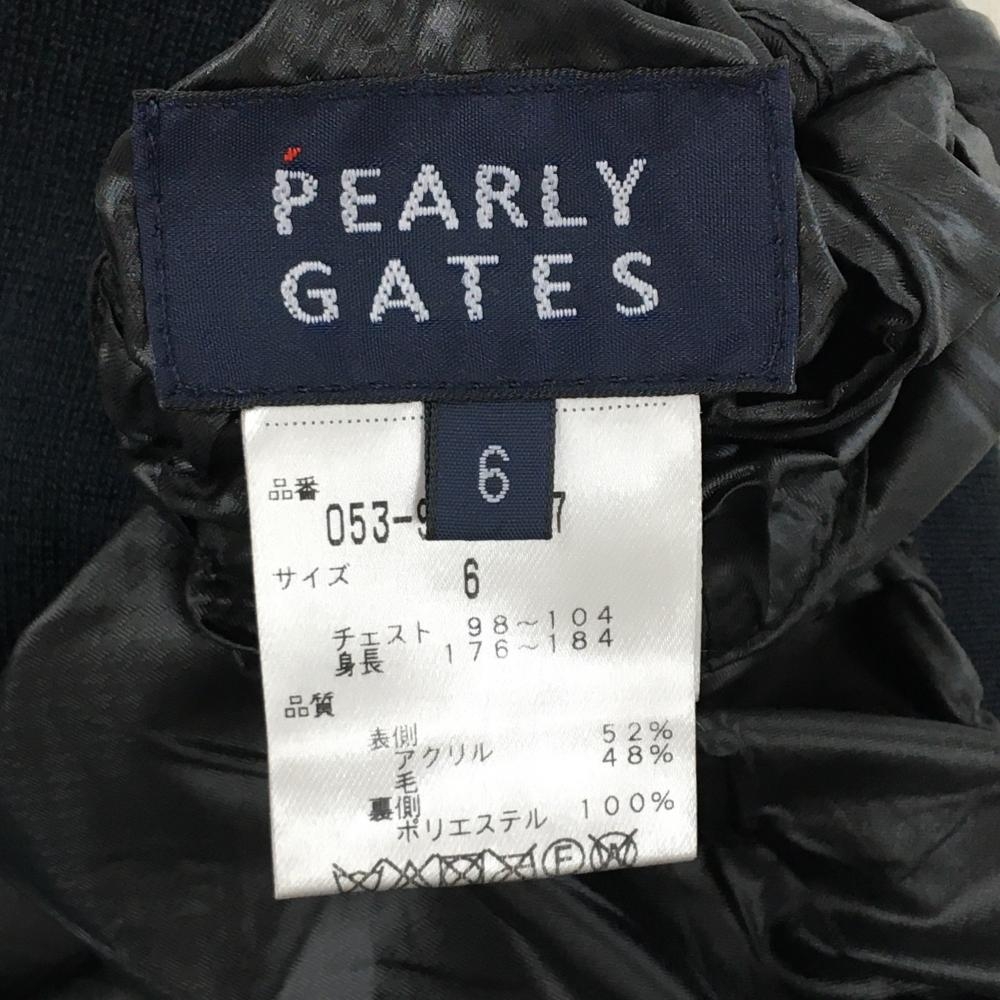 PEARLY
GATES
6
品番
053-9 7
サイズ 6
チェスト 98~104
身長 176~184
品質
表側
アクリル 52%
毛 48%
裏側
ポリエステル 100%
F W